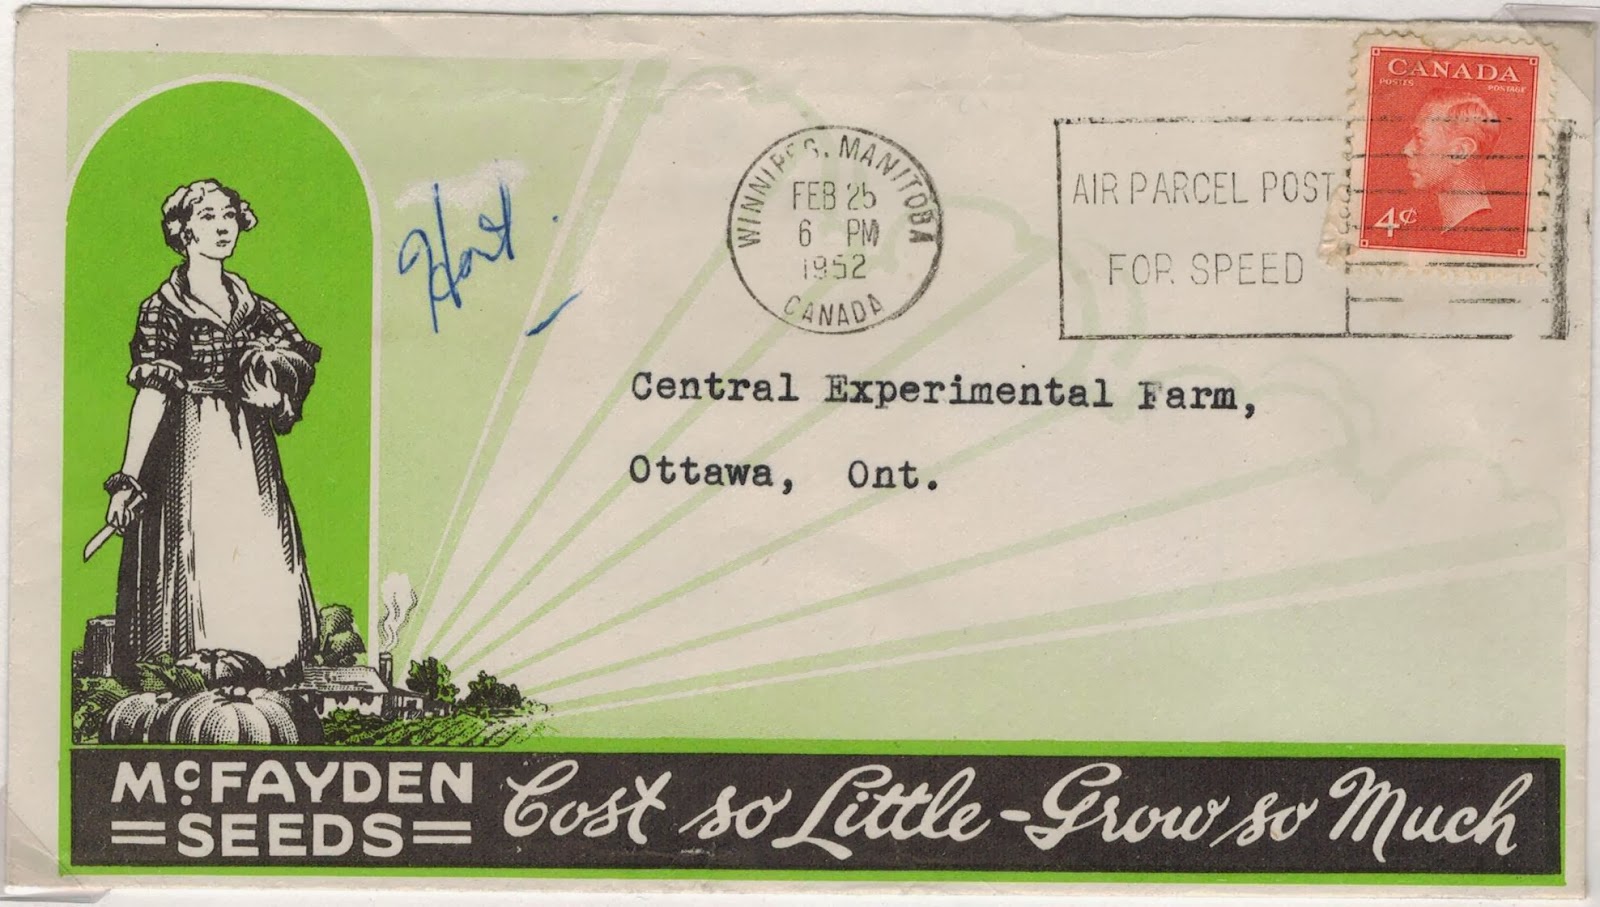 CANADA
POSTES POSTAGE
4¢
WINNIPEG, MANITOBA
FEB 25
6 PM
1952
CANADA
AIR PARCEL POST
FOR SPEED
Hort.
Central Experimental Farm,
Ottawa, Ont.
McFAYDEN
SEEDS
Cost so Little-Grow so Much